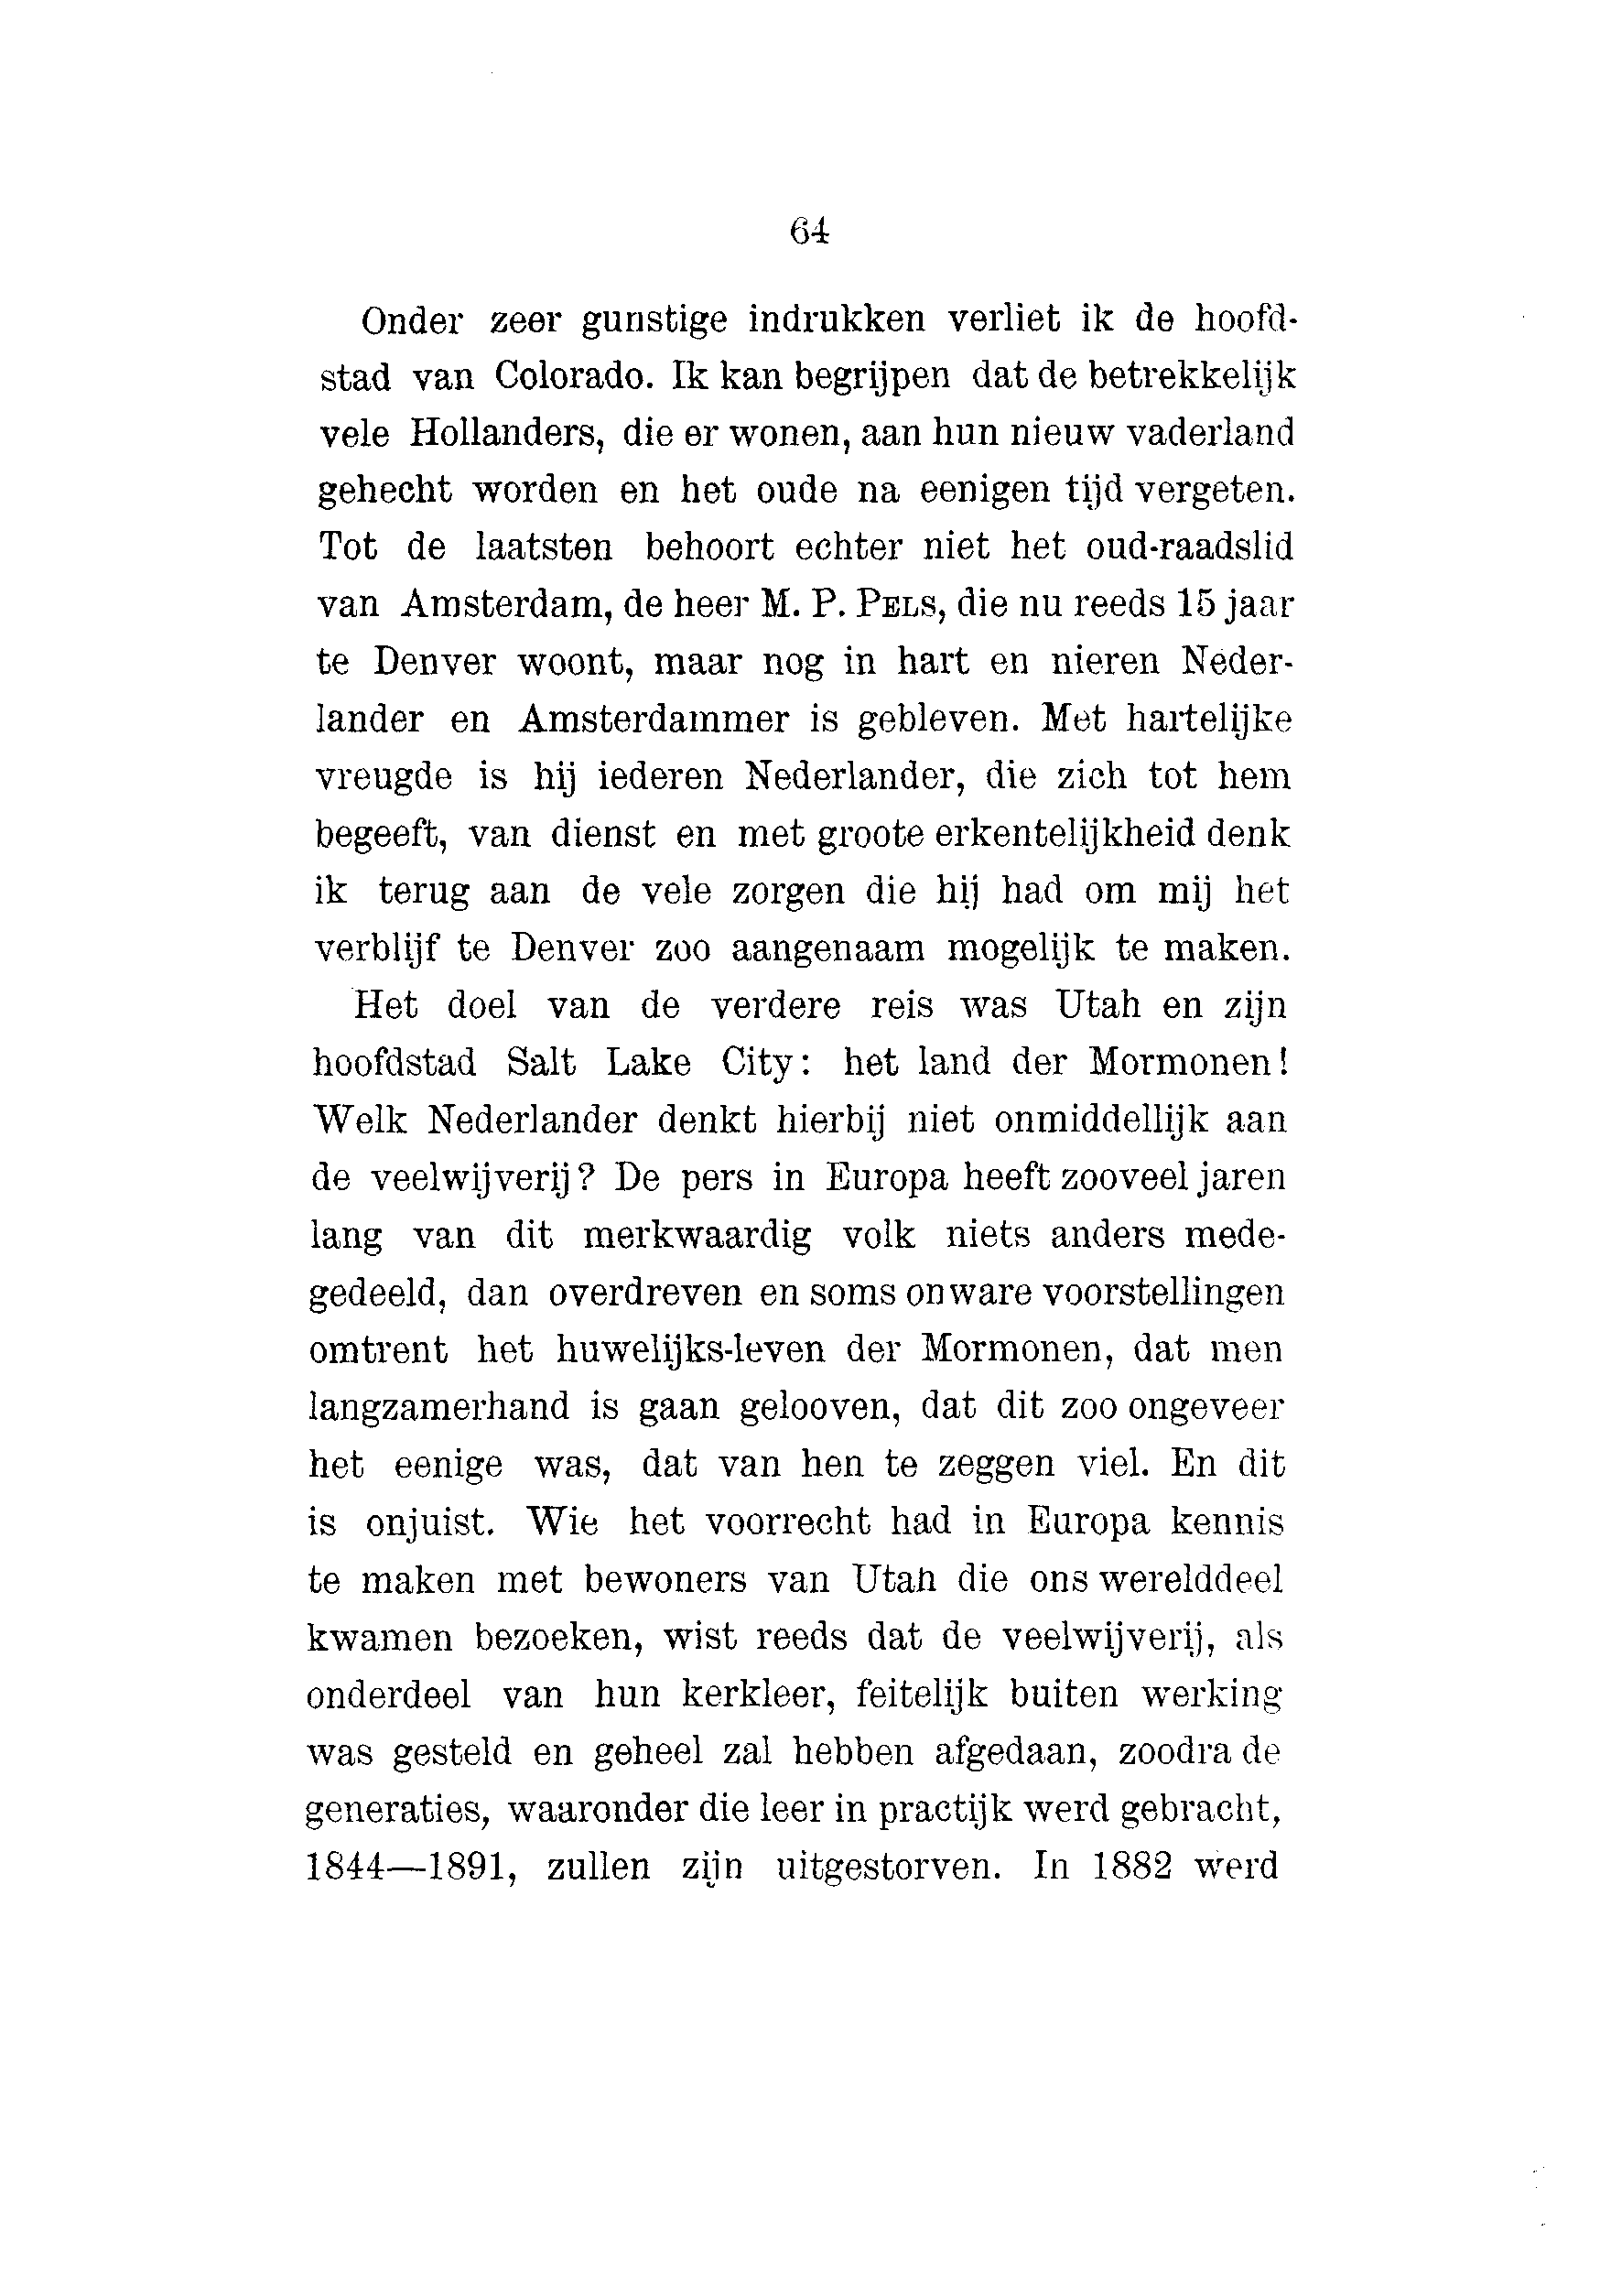 64
Onder zeer gunstige indrukken verliet ik de hoofd-
stad van Colorado. Ik kan begrijpen dat de betrekkelijk
vele Hollanders, die er wonen, aan hun nieuw vaderland
gehecht worden en het oude na eenigen tijd vergeten.
Tot de laatsten behoort echter niet het oud-raadslid
van Amsterdam, de heer M. P. PELS, die nu reeds 15 jaar
te Denver woont, maar nog in hart en nieren Neder-
lander en Amsterdammer is gebleven. Met hartelijke
vreugde is hij iederen Nederlander, die zich tot hem
begeeft, van dienst en met groote erkentelijkheid denk
ik terug aan de vele zorgen die hij had om mij het
verblijf te Denver zoo aangenaam mogelijk te maken.
Het doel van de verdere reis was Utah en zijn
hoofdstad Salt Lake City: het land der Mormonen!
Welk Nederlander denkt hierbij niet onmiddellijk aan
de veelwijverij? De pers in Europa heeft zooveel jaren
lang van dit merkwaardig volk niets anders mede-
gedeeld, dan overdreven en soms onware voorstellingen
omtrent het huwelijks-leven der Mormonen, dat men
langzamerhand is gaan gelooven, dat dit zoo ongeveer
het eenige was, dat van hen te zeggen viel. En dit
is onjuist. Wie het voorrecht had in Europa kennis
te maken met bewoners van Utah die ons werelddeel
kwamen bezoeken, wist reeds dat de veelwijverij, als
onderdeel van hun kerkleer, feitelijk buiten werking
was gesteld en geheel zal hebben afgedaan, zoodra de
generaties, waaronder die leer in practijk werd gebracht,
1844—1891, zullen zijn uitgestorven. In 1882 werd